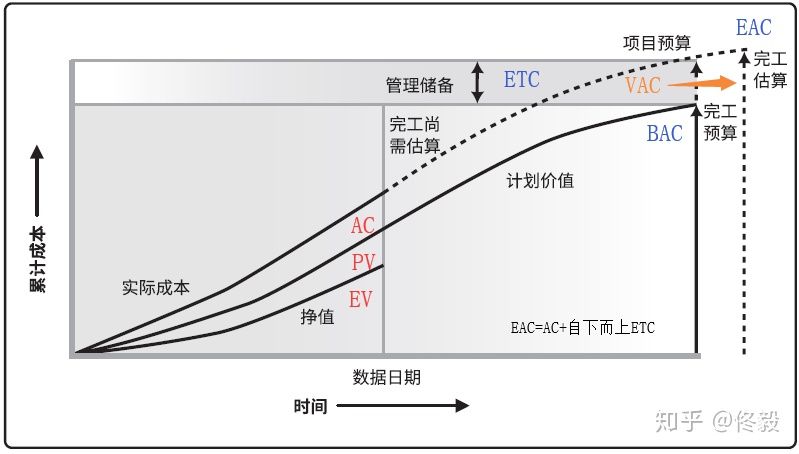 EAC
项目预算
完工
估算
管理储备
ETC
VAC
完工
预算
完工尚
需估算
BAC
计划价值
AC
PV
EV
实际成本
挣值
EAC=AC+自下而上ETC
累计成本
数据日期
时间
知乎 @佟毅